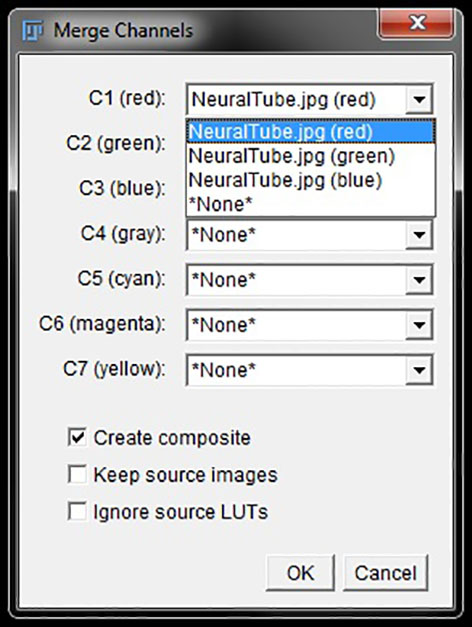 Merge Channels
C1 (red): NeuralTube.jpg (red)
NeuralTube.jpg (red)
C2 (green): NeuralTube.jpg (green)
C3 (blue): NeuralTube.jpg (blue)
*None*
C4 (gray): *None*
C5 (cyan): *None*
C6 (magenta): *None*
C7 (yellow): *None*
Create composite
Keep source images
Ignore source LUTs
OK Cancel